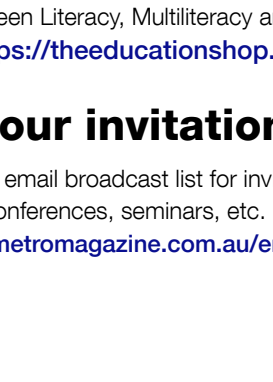 een Literacy, Multiliteracy a
ps://theeducationshop.
our invitation
email broadcast list for inv
onferences, seminars, etc.
metromagazine.com.au/e